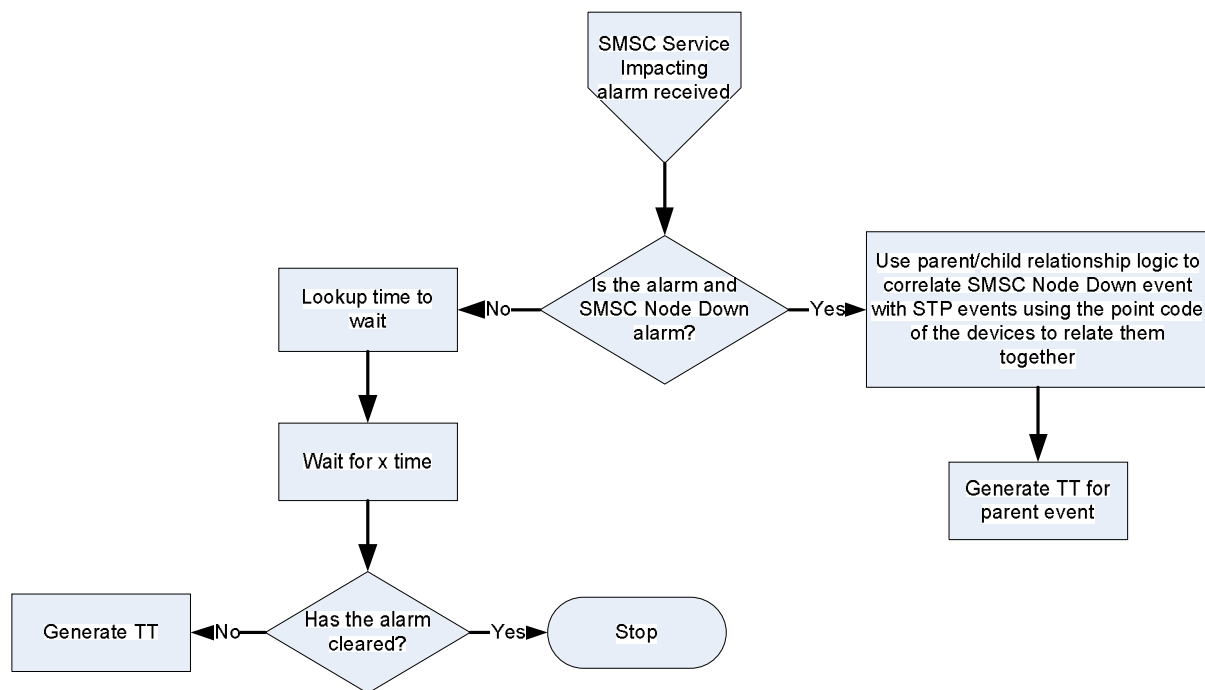 SMSC Service
Impacting
alarm received
Is the alarm and
SMSC Node Down
alarm?
No
Yes
Lookup time to
wait
Use parent/child relationship logic to
correlate SMSC Node Down event
with STP events using the point code
of the devices to relate them
together
Wait for x time
Generate TT for
parent event
Has the alarm
cleared?
No
Yes
Generate TT
Stop